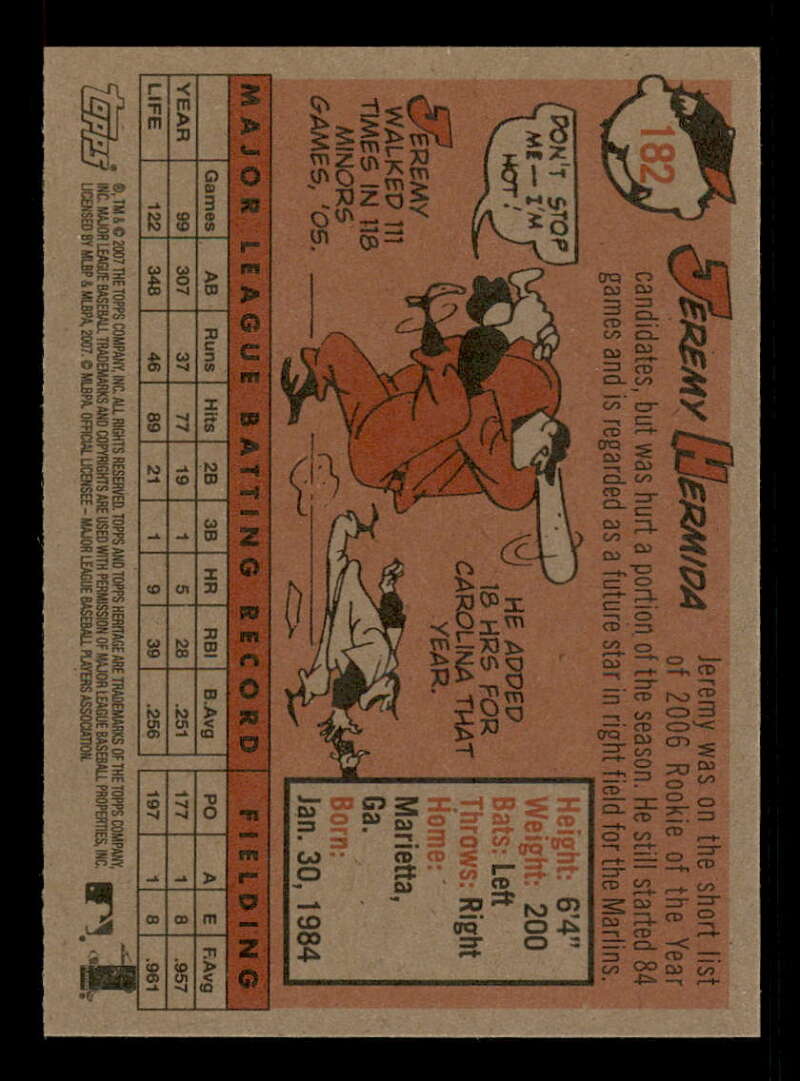 182
JEREMY HERMIDA
Jeremy was on the short list
of 2006 Rookie of the Year
candidates, but was hurt a portion of the season. He still started 84
games and is regarded as a future star in right field for the Marlins.
DON'T STOP
ME—I'M
HOT!
JEREMY
WALKED 111
TIMES IN 118
MINORS
GAMES, '05.
HE ADDED
18 HRS FOR
CAROLINA THAT
YEAR.
Height: 6'4"
Weight: 200
Bats: Left
Throws: Right
Home:
Marietta,
Ga.
Born:
Jan. 30, 1984
MAJOR LEAGUE BATTING RECORD FIELDING
Games AB Runs Hits 2B 3B HR RBI B.Avg PO A E F.Avg
YEAR 99 307 37 77 19 1 5 28 .251 177 1 8 .957
LIFE 122 348 46 89 21 1 9 39 .256 197 1 8 .961
topps®
®, TM & © 2007 THE TOPPS COMPANY, INC. ALL RIGHTS RESERVED. TOPPS AND TOPPS HERITAGE ARE TRADEMARKS OF THE TOPPS COMPANY,
INC. MAJOR LEAGUE BASEBALL TRADEMARKS AND COPYRIGHTS ARE USED WITH PERMISSION OF MAJOR LEAGUE BASEBALL PROPERTIES, INC.
LICENSED BY MLBP & MLBPA, 2007. © MLBPA, OFFICIAL LICENSEE – MAJOR LEAGUE BASEBALL PLAYERS ASSOCIATION.